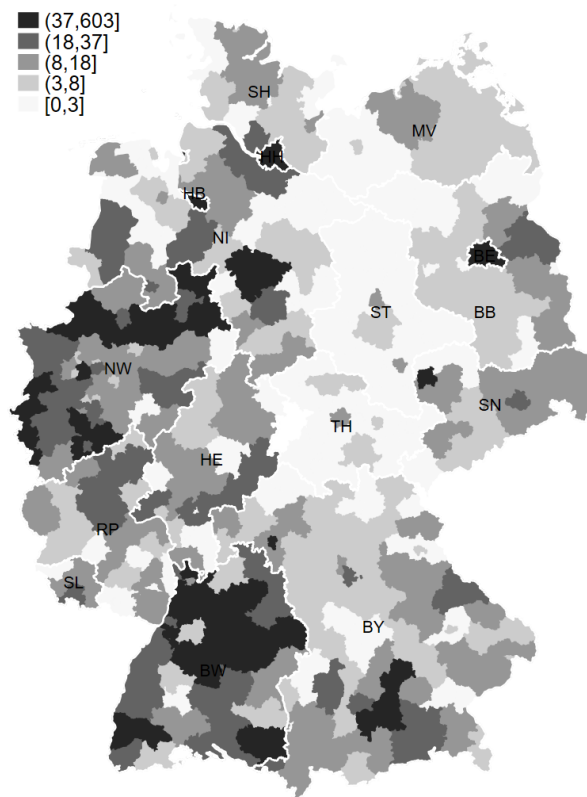 (37,603]
(18,37]
(8,18]
(3,8]
[0,3]
SH
MV
HH
HB
NI
BE
ST
BB
NW
SN
TH
HE
RP
SL
BY
BW